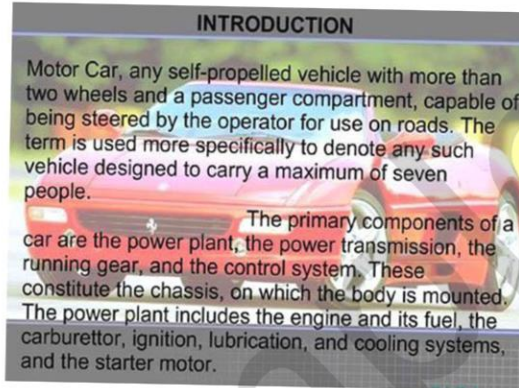 INTRODUCTION
Motor Car, any self-propelled vehicle with more than
two wheels and a passenger compartment, capable of
being steered by the operator for use on roads. The
term is used more specifically to denote any such
vehicle designed to carry a maximum of seven
people.
The primary components of a
car are the power plant, the power transmission, the
running gear, and the control system. These
constitute the chassis, on which the body is mounted.
The power plant includes the engine and its fuel, the
carburettor, ignition, lubrication, and cooling systems,
and the starter motor.